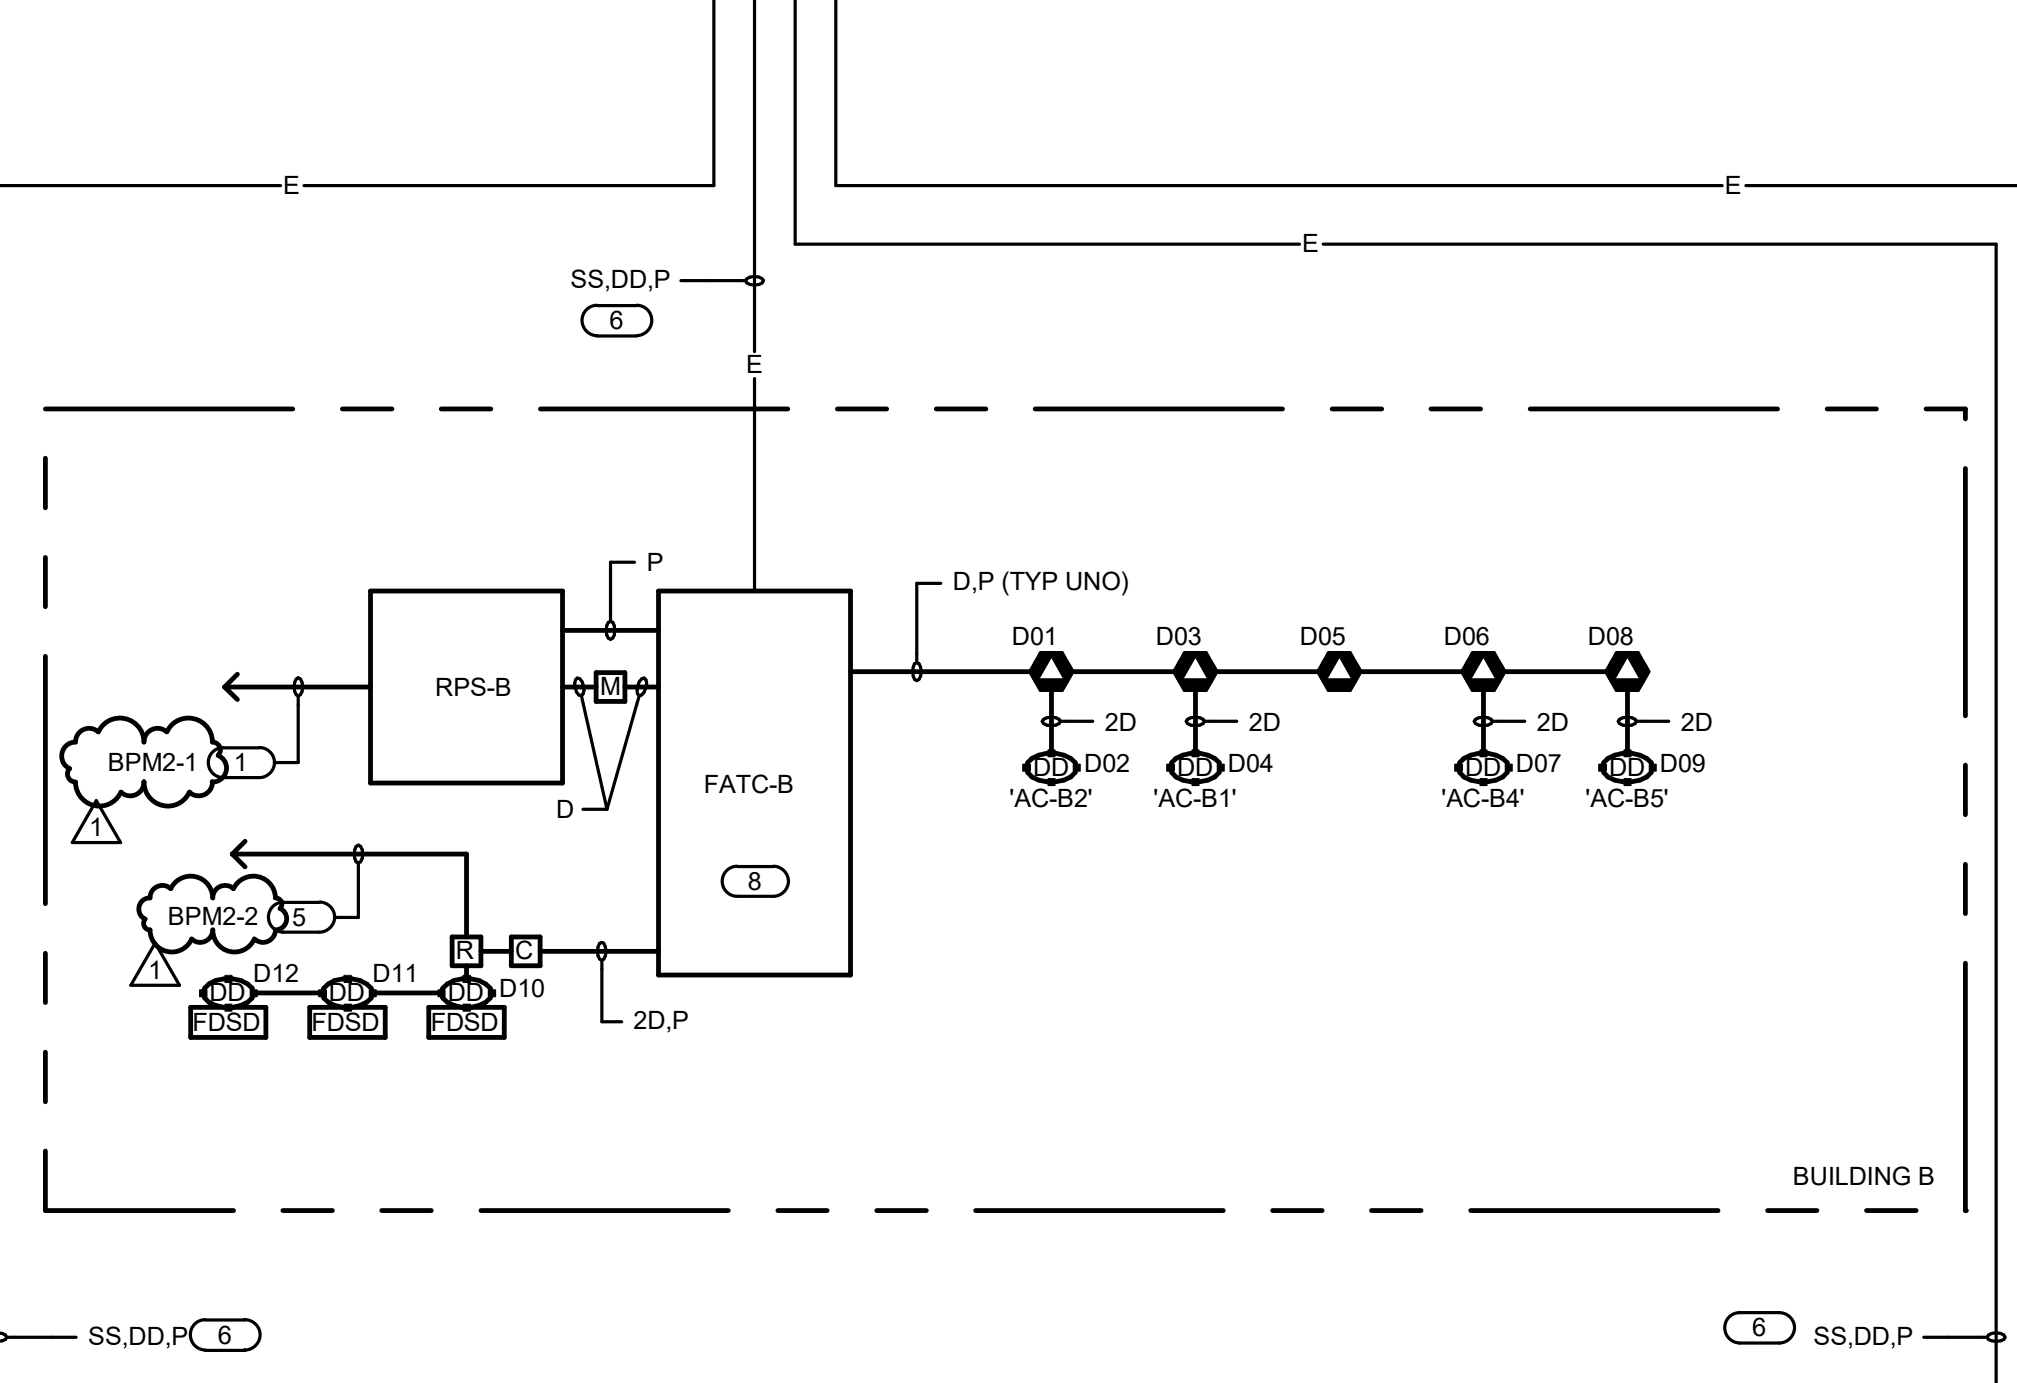 E
E
E
SS,DD,P
6
E
P
D,P (TYP UNO)
D01
D03
D05
D06
D08
RPS-B
M
2D
2D
2D
2D
BPM2-1
1
DD
D02
DD
D04
DD
D07
DD
D09
FATC-B
'AC-B2'
'AC-B1'
'AC-B4'
'AC-B5'
D
1
8
BPM2-2
5
R
C
1
D12
D11
D10
DD
DD
DD
FDSD
FDSD
FDSD
2D,P
BUILDING B
SS,DD,P
6
6
SS,DD,P